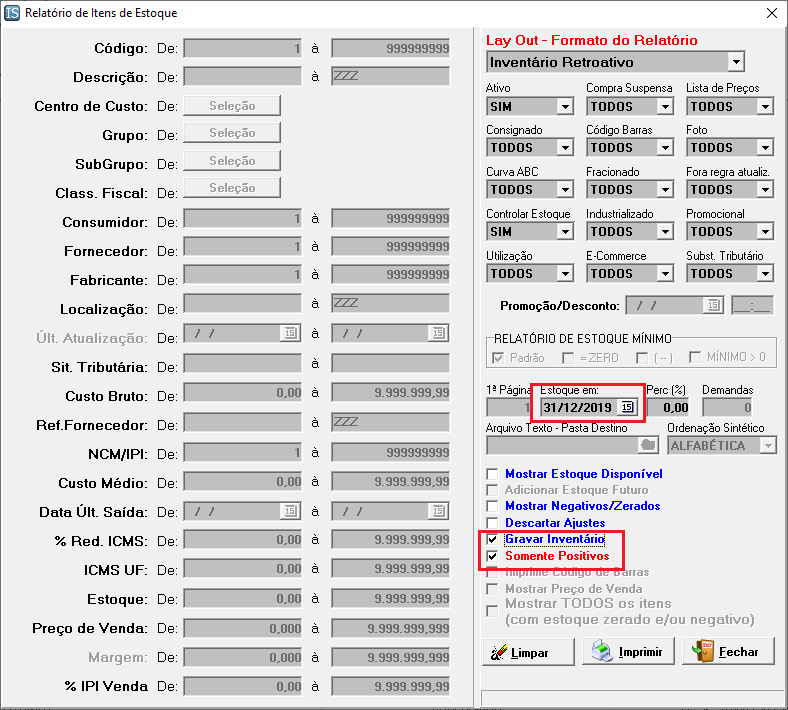 IS Relatório de Itens de Estoque
Código: De: 1 à 999999999
Descrição: De: à ZZZ
Centro de Custo: De: Seleção
Grupo: De: Seleção
SubGrupo: De: Seleção
Class. Fiscal: De: Seleção
Consumidor: De: 1 à 999999999
Fornecedor: De: 1 à 999999999
Fabricante: De: 1 à 999999999
Localização: De: à ZZZ
Últ. Atualização: De: / / 15 à / / 15
Sit. Tributária: De: à
Custo Bruto: De: 0,00 à 9.999.999,99
Ref.Fornecedor: De: à ZZZ
NCM/IPI: De: 1 à 999999999
Custo Médio: De: 0,00 à 9.999.999,99
Data Últ. Saída: De: / / 15 à / / 15
% Red. ICMS: De: 0,00 à 9.999.999,99
ICMS UF: De: 0,00 à 9.999.999,99
Estoque: De: 0,00 à 9.999.999,99
Preço de Venda: De: 0,000 à 9.999.999,999
Margem: De: 0,000 à 9.999.999,999
% IPI Venda De: 0,00 à 9.999.999,99
Lay Out - Formato do Relatório
Inventário Retroativo
Ativo Compra Suspensa Lista de Preços
SIM TODOS TODOS
Consignado Código Barras Foto
TODOS TODOS TODOS
Curva ABC Fracionado Fora regra atualiz.
TODOS TODOS TODOS
Controlar Estoque Industrializado Promocional
SIM TODOS TODOS
Utilização E-Commerce Subst. Tributário
TODOS TODOS TODOS
Promoção/Desconto: / / 15 _:__
RELATÓRIO DE ESTOQUE MÍNIMO
Padrão = ZERO ( -- ) MÍNIMO > 0
1ª Página Estoque em: Perc (%) Demandas
1 31/12/2019 15 0,00 0
Arquivo Texto - Pasta Destino Ordenação Sintético
ALFABÉTICA
Mostrar Estoque Disponível
Adicionar Estoque Futuro
Mostrar Negativos/Zerados
Descartar Ajustes
Gravar Inventário
Somente Positivos
Imprime Código de Barras
Mostrar Preço de Venda
Mostrar TODOS os itens
(com estoque zerado e/ou negativo)
Limpar Imprimir Fechar